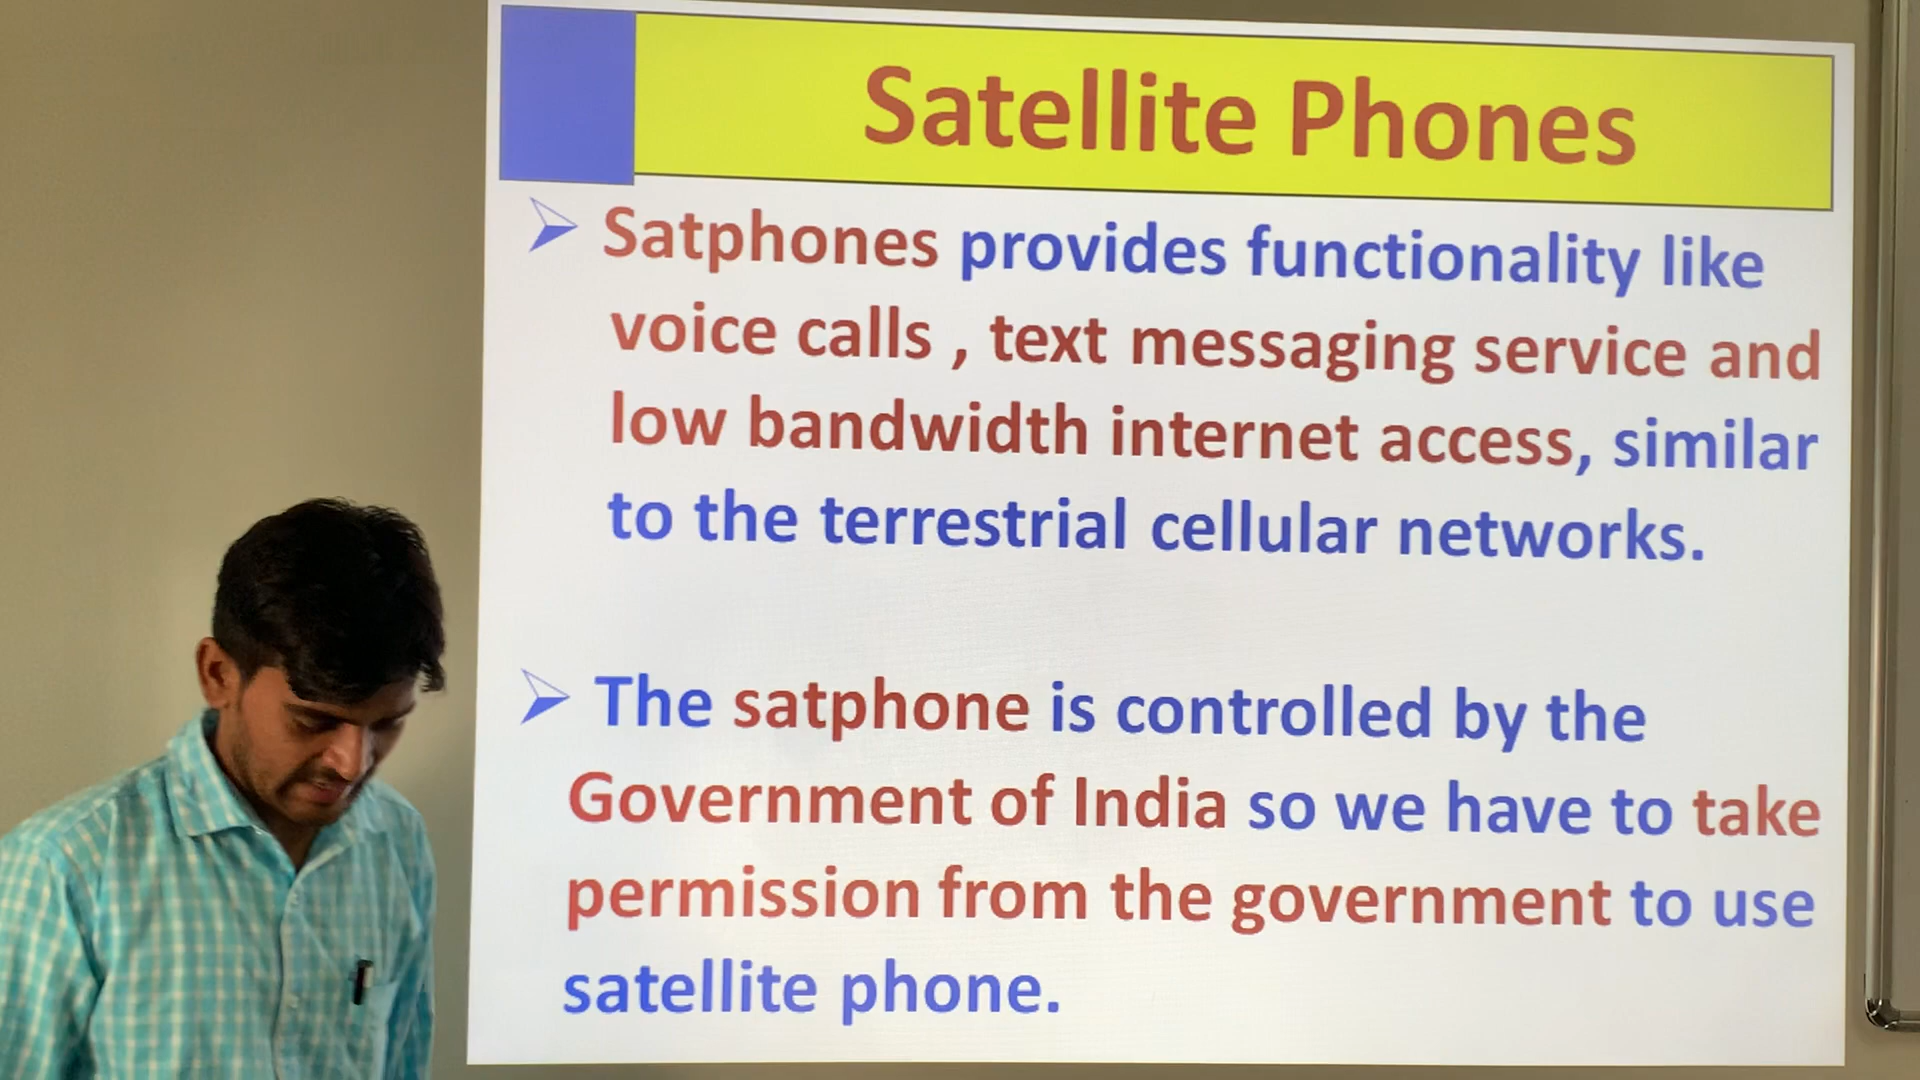 Satellite Phones
Satphones provides functionality like
voice calls , text messaging service and
low bandwidth internet access, similar
to the terrestrial cellular networks.
The satphone is controlled by the
Government of India so we have to take
permission from the government to use
satellite phone.